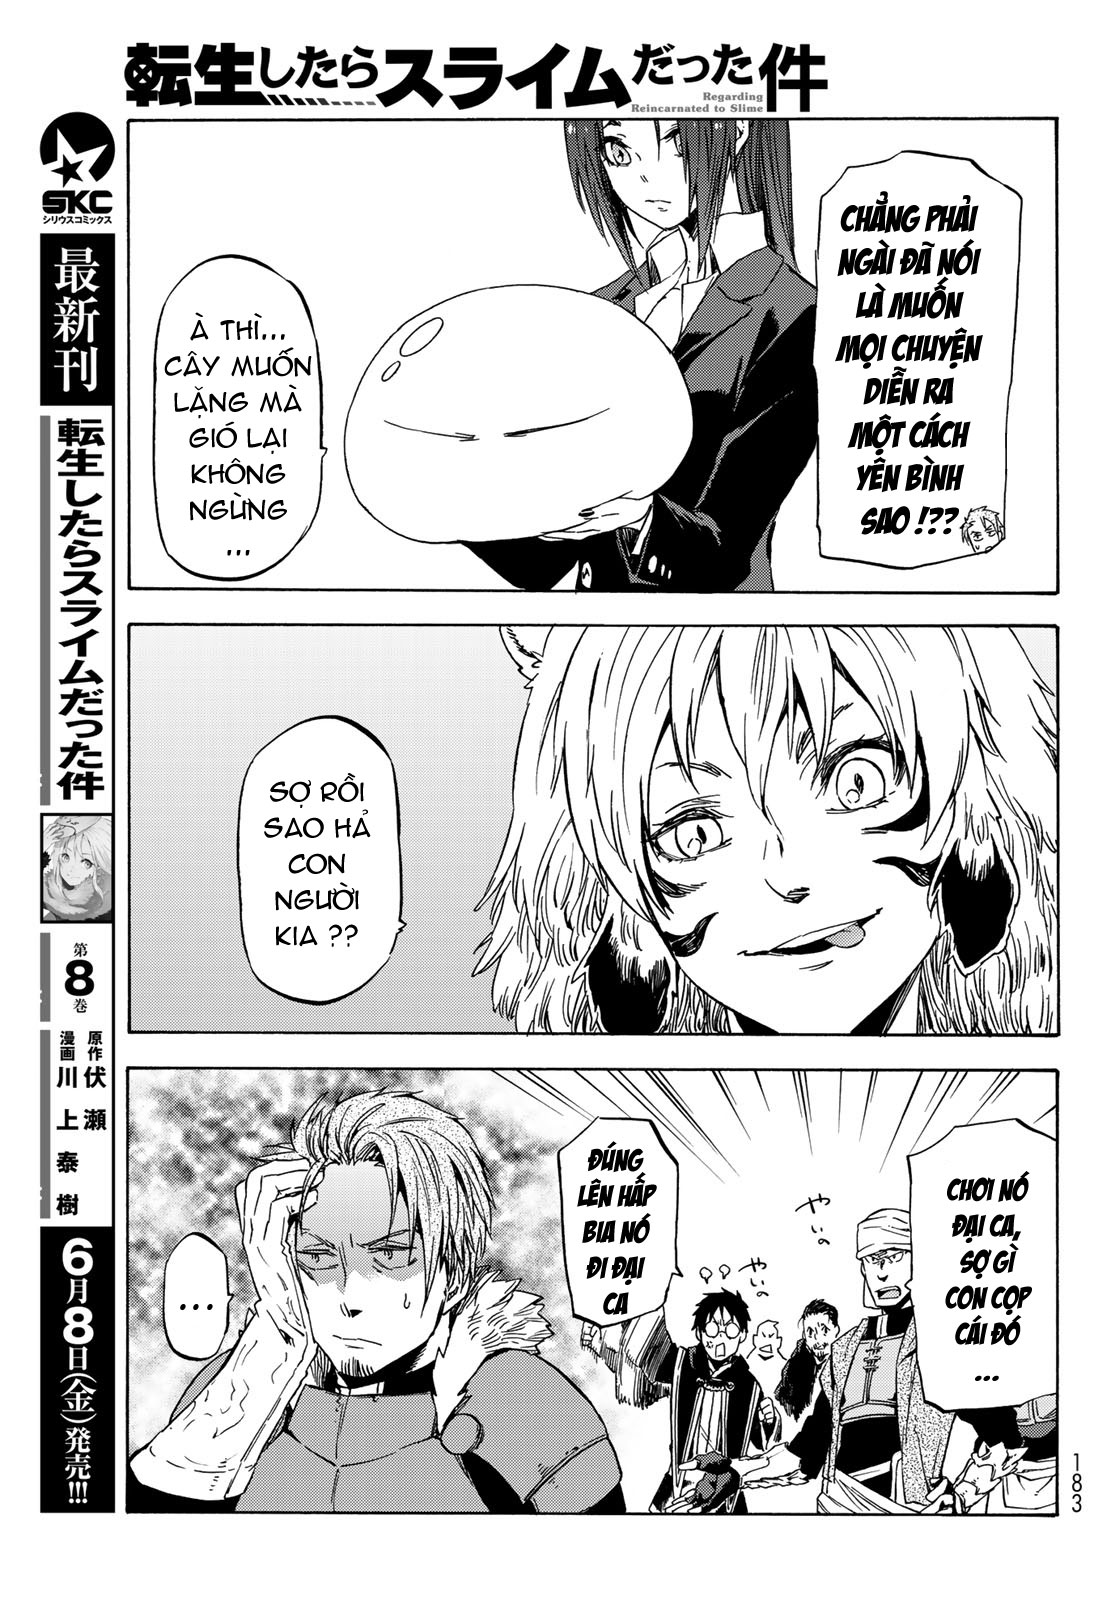 転生したらスライムだった件
Regarding
Reincarnated to Slime
SKC
シリウスコミックス
最新刊
転生したらスライムだった件
第
8
巻
原作 伏瀬
漫画 川上泰樹
6月8日(金)発売!!!
CHẲNG PHẢI
NGÀI ĐÃ NÓI
LÀ MUỐN
MỌI CHUYỆN
DIỄN RA
MỘT CÁCH
YÊN BÌNH
SAO !??
À THÌ...
CÂY MUỐN
LẶNG MÀ
GIÓ LẠI
KHÔNG
NGỪNG
...
SỢ RỒI
SAO HẢ
CON
NGƯỜI
KIA ??
CHƠI NÓ
ĐẠI CA,
SỢ GÌ
CON CỌP
CÁI ĐÓ
...
やいの
やいの
ĐÚNG
LÊN HẤP
BIA NÓ
ĐI ĐẠI
CA
...
183